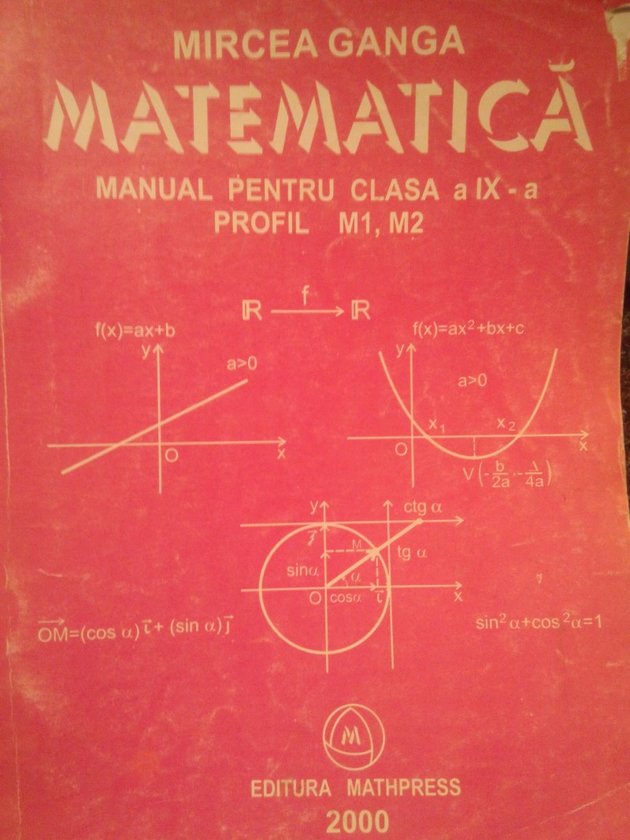 MIRCEA GANGA
MATEMATICĂ
MANUAL PENTRU CLASA a IX - a
PROFIL M1, M2
ℝ f ℝ
f(x)=ax+b
y
a>0
O
x
f(x)=ax²+bx+c
y
a>0
x₁ x₂
O
x
V(-b/2a, -Δ/4a)
y
ctg α
j⃗
M
tg α
sinα
α
O cosα i⃗ x
OM⃗=(cos α) i⃗+ (sin α) j⃗
sin²α+cos²α=1
M
EDITURA MATHPRESS
2000